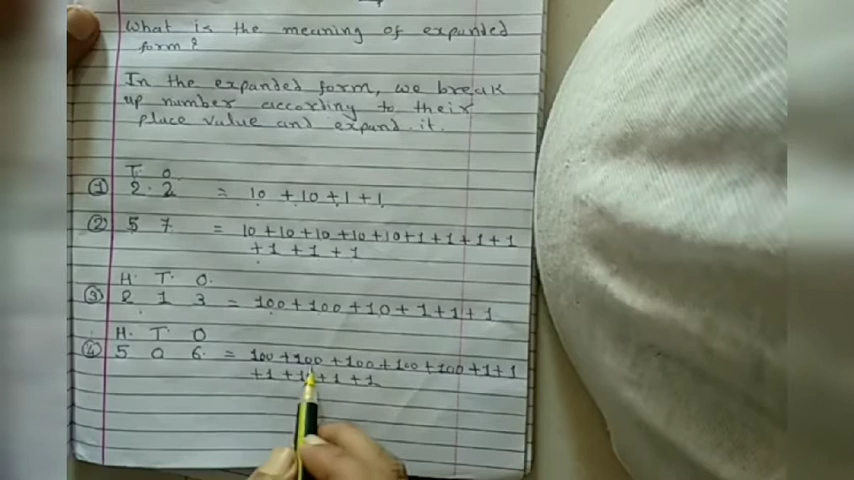 What is the meaning of expanded
form?
In the expanded form, we break
up number according to their
place value and expand it.
T. O.
① 2 2 = 10 +10 +1 +1
② 5 7 = 10 +10 +10 +10 +10 +1 +1 +1 +1
+1 +1 +1
H. T. O.
③ 2 1 3 = 100 +100 +10 + 1 +1 +1
H. T. O
④ 5 0 6 = 100 +100 +100 +100 +100 +1 +1
+1 +1 +1 +1